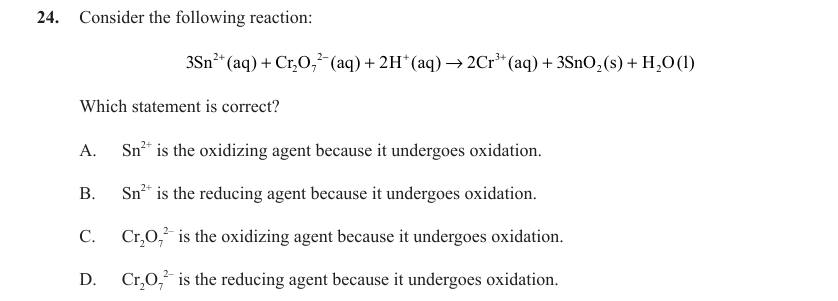 24. Consider the following reaction:
3Sn²⁺(aq) + Cr₂O₇²⁻(aq) + 2H⁺(aq) → 2Cr³⁺(aq) + 3SnO₂(s) + H₂O(l)
Which statement is correct?
A. Sn²⁺ is the oxidizing agent because it undergoes oxidation.
B. Sn²⁺ is the reducing agent because it undergoes oxidation.
C. Cr₂O₇²⁻ is the oxidizing agent because it undergoes oxidation.
D. Cr₂O₇²⁻ is the reducing agent because it undergoes oxidation.